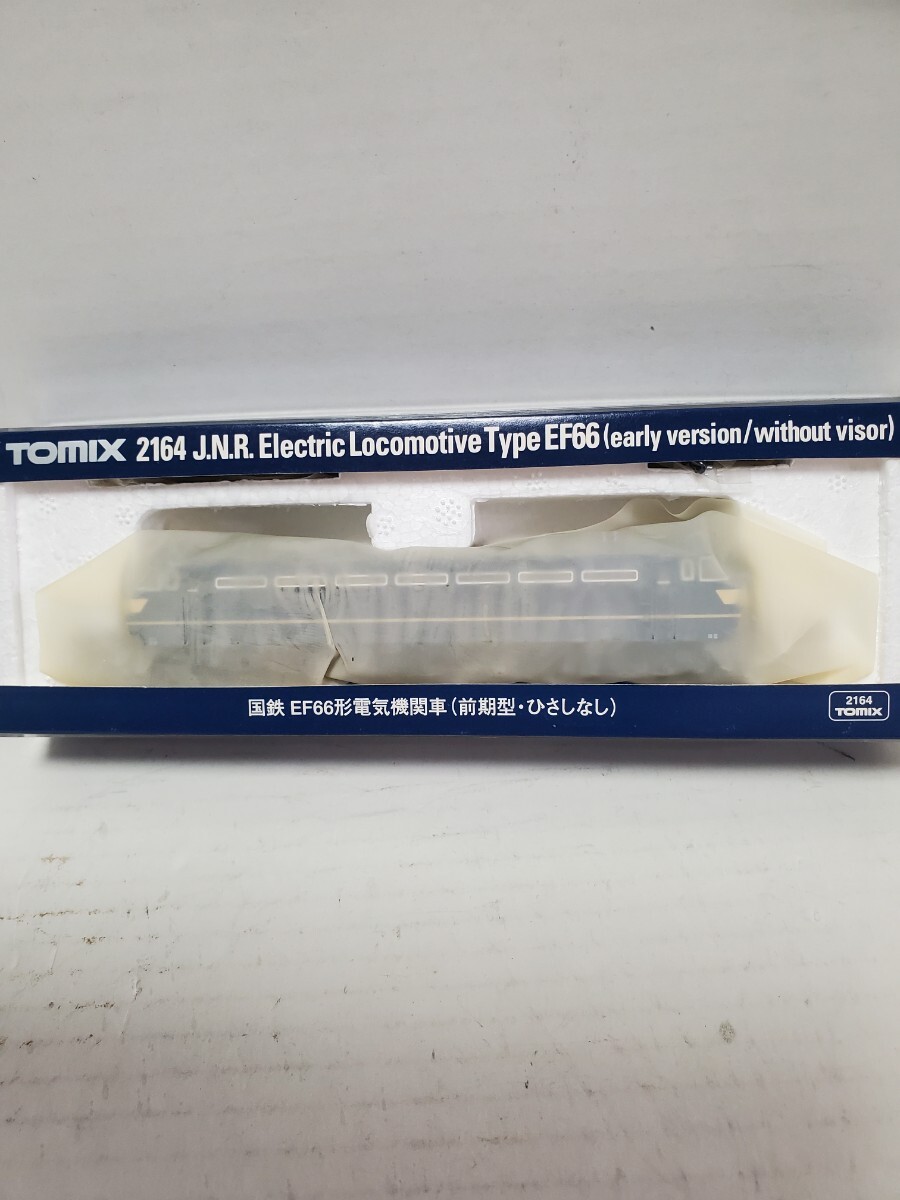 TOMIX 2164 J.N.R. Electric Locomotive Type EF66 (early version/without visor)
国鉄 EF66形電気機関車(前期型・ひさしなし)
2164
TOMIX